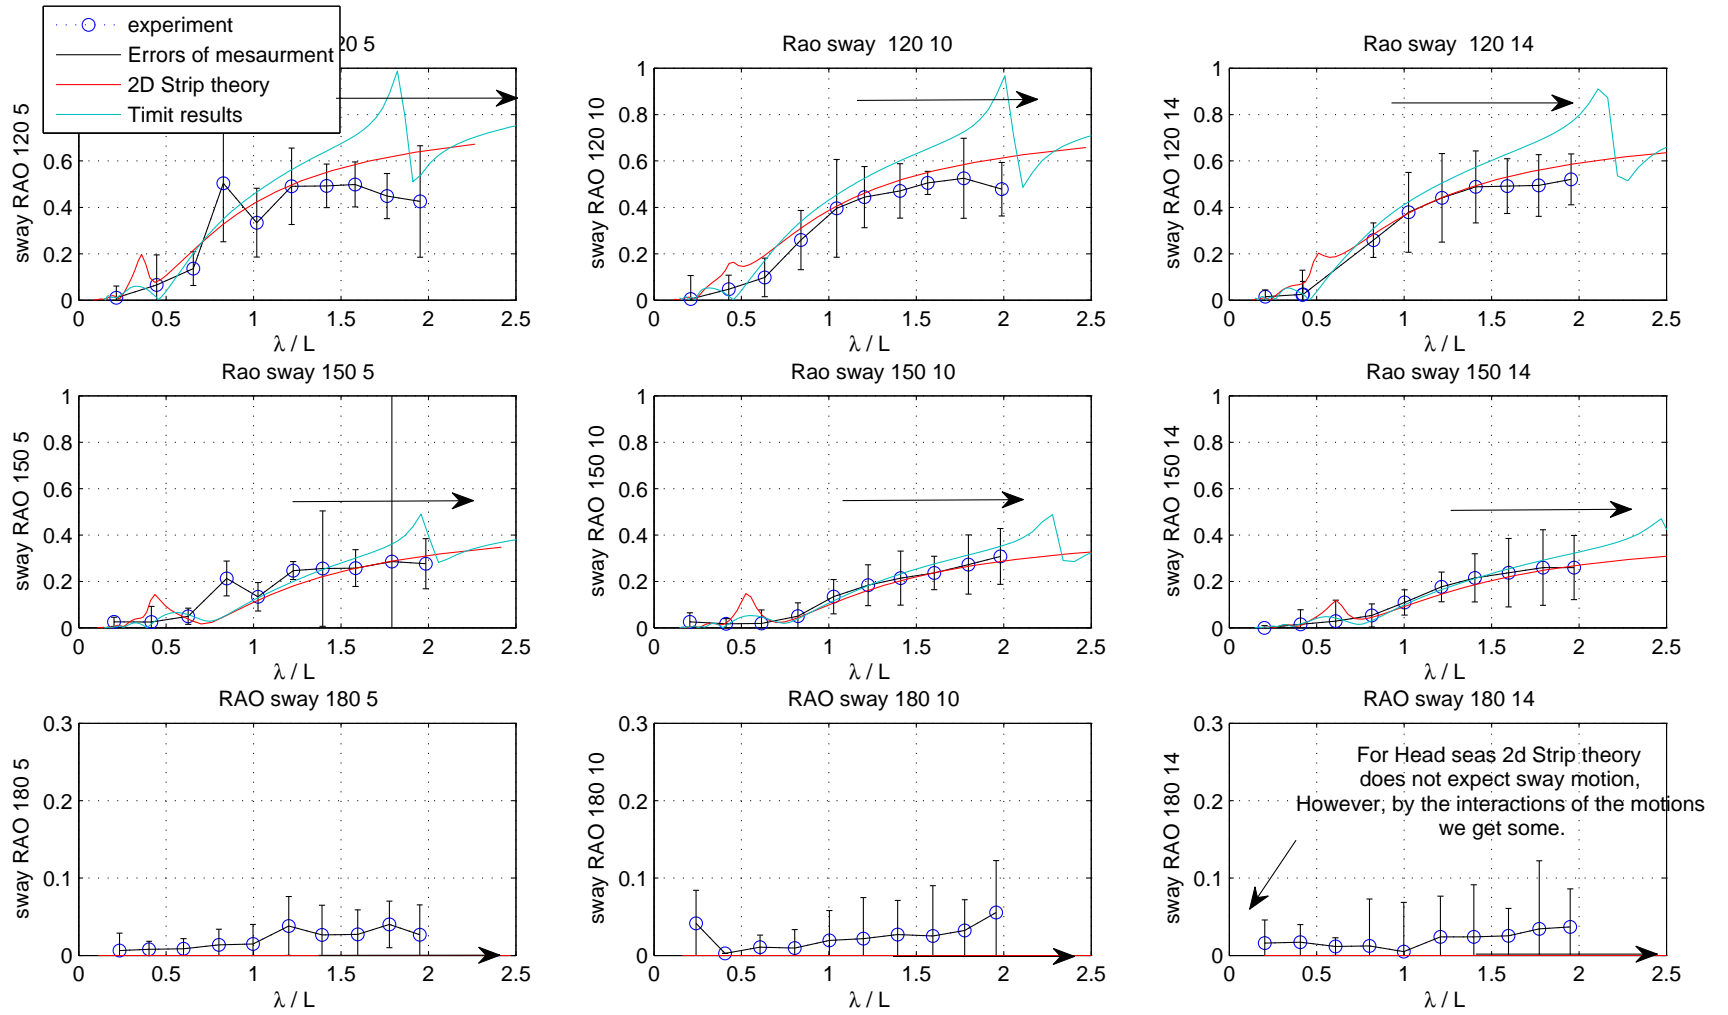 experiment
Errors of mesaurment
2D Strip theory
Timit results
20 5
1
0.8
0.6
0.4
0.2
0
sway RAO 120 5
0 0.5 1 1.5 2 2.5
λ / L
Rao sway 120 10
1
0.8
0.6
0.4
0.2
0
sway RAO 120 10
0 0.5 1 1.5 2 2.5
λ / L
Rao sway 120 14
1
0.8
0.6
0.4
0.2
0
sway RAO 120 14
0 0.5 1 1.5 2 2.5
λ / L
Rao sway 150 5
1
0.8
0.6
0.4
0.2
0
sway RAO 150 5
0 0.5 1 1.5 2 2.5
λ / L
Rao sway 150 10
1
0.8
0.6
0.4
0.2
0
sway RAO 150 10
0 0.5 1 1.5 2 2.5
λ / L
Rao sway 150 14
1
0.8
0.6
0.4
0.2
0
sway RAO 150 14
0 0.5 1 1.5 2 2.5
λ / L
RAO sway 180 5
0.3
0.2
0.1
0
sway RAO 180 5
0 0.5 1 1.5 2 2.5
λ / L
RAO sway 180 10
0.3
0.2
0.1
0
sway RAO 180 10
0 0.5 1 1.5 2 2.5
λ / L
RAO sway 180 14
0.3
0.2
0.1
0
sway RAO 180 14
For Head seas 2d Strip theory
does not expect sway motion,
However, by the interactions of the motions
we get some.
0 0.5 1 1.5 2 2.5
λ / L